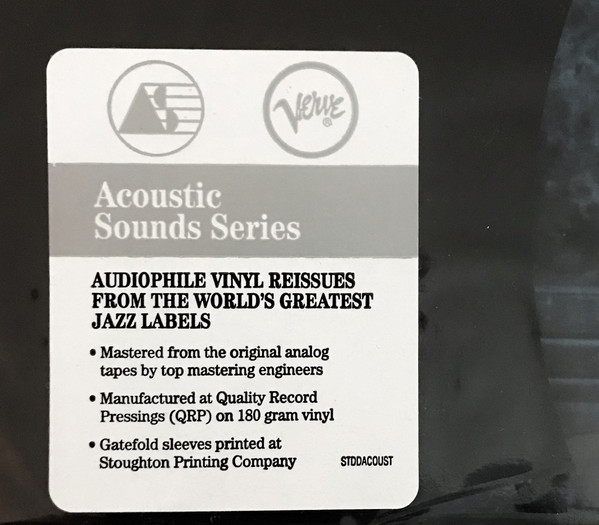 AS
Verve®
Acoustic
Sounds Series
AUDIOPHILE VINYL REISSUES
FROM THE WORLD'S GREATEST
JAZZ LABELS
• Mastered from the original analog
tapes by top mastering engineers
• Manufactured at Quality Record
Pressings (QRP) on 180 gram vinyl
• Gatefold sleeves printed at
Stoughton Printing Company
STDDACOUST